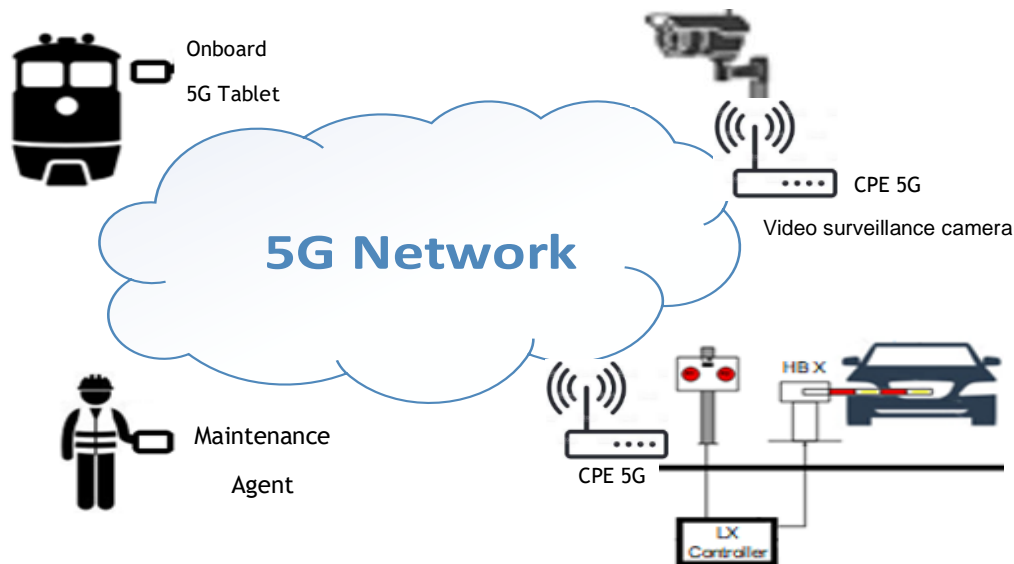 Onboard
5G Tablet
CPE 5G
Video surveillance camera
5G Network
HBX
Maintenance
Agent
CPE 5G
LX
Controller